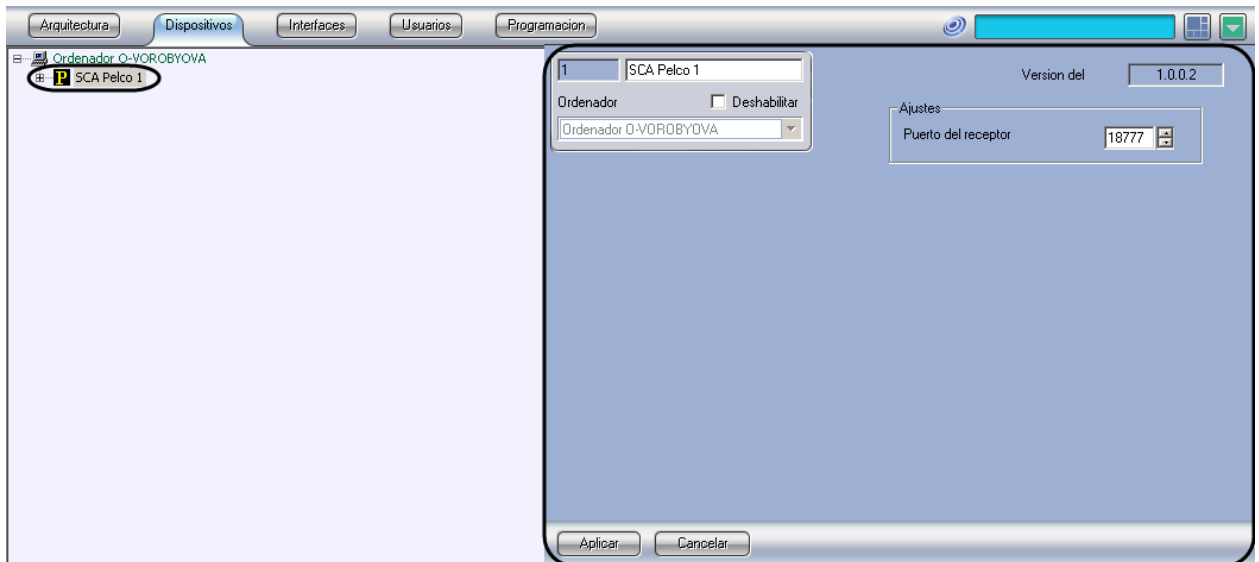 Arquitectura Dispositivos Interfaces Usuarios Programacion
Ordenador O-VOROBYOVA
P SCA Pelco 1
1 SCA Pelco 1
Ordenador Deshabilitar
Ordenador O-VOROBYOVA
Version del 1.0.0.2
Ajustes
Puerto del receptor 18777
Aplicar Cancelar